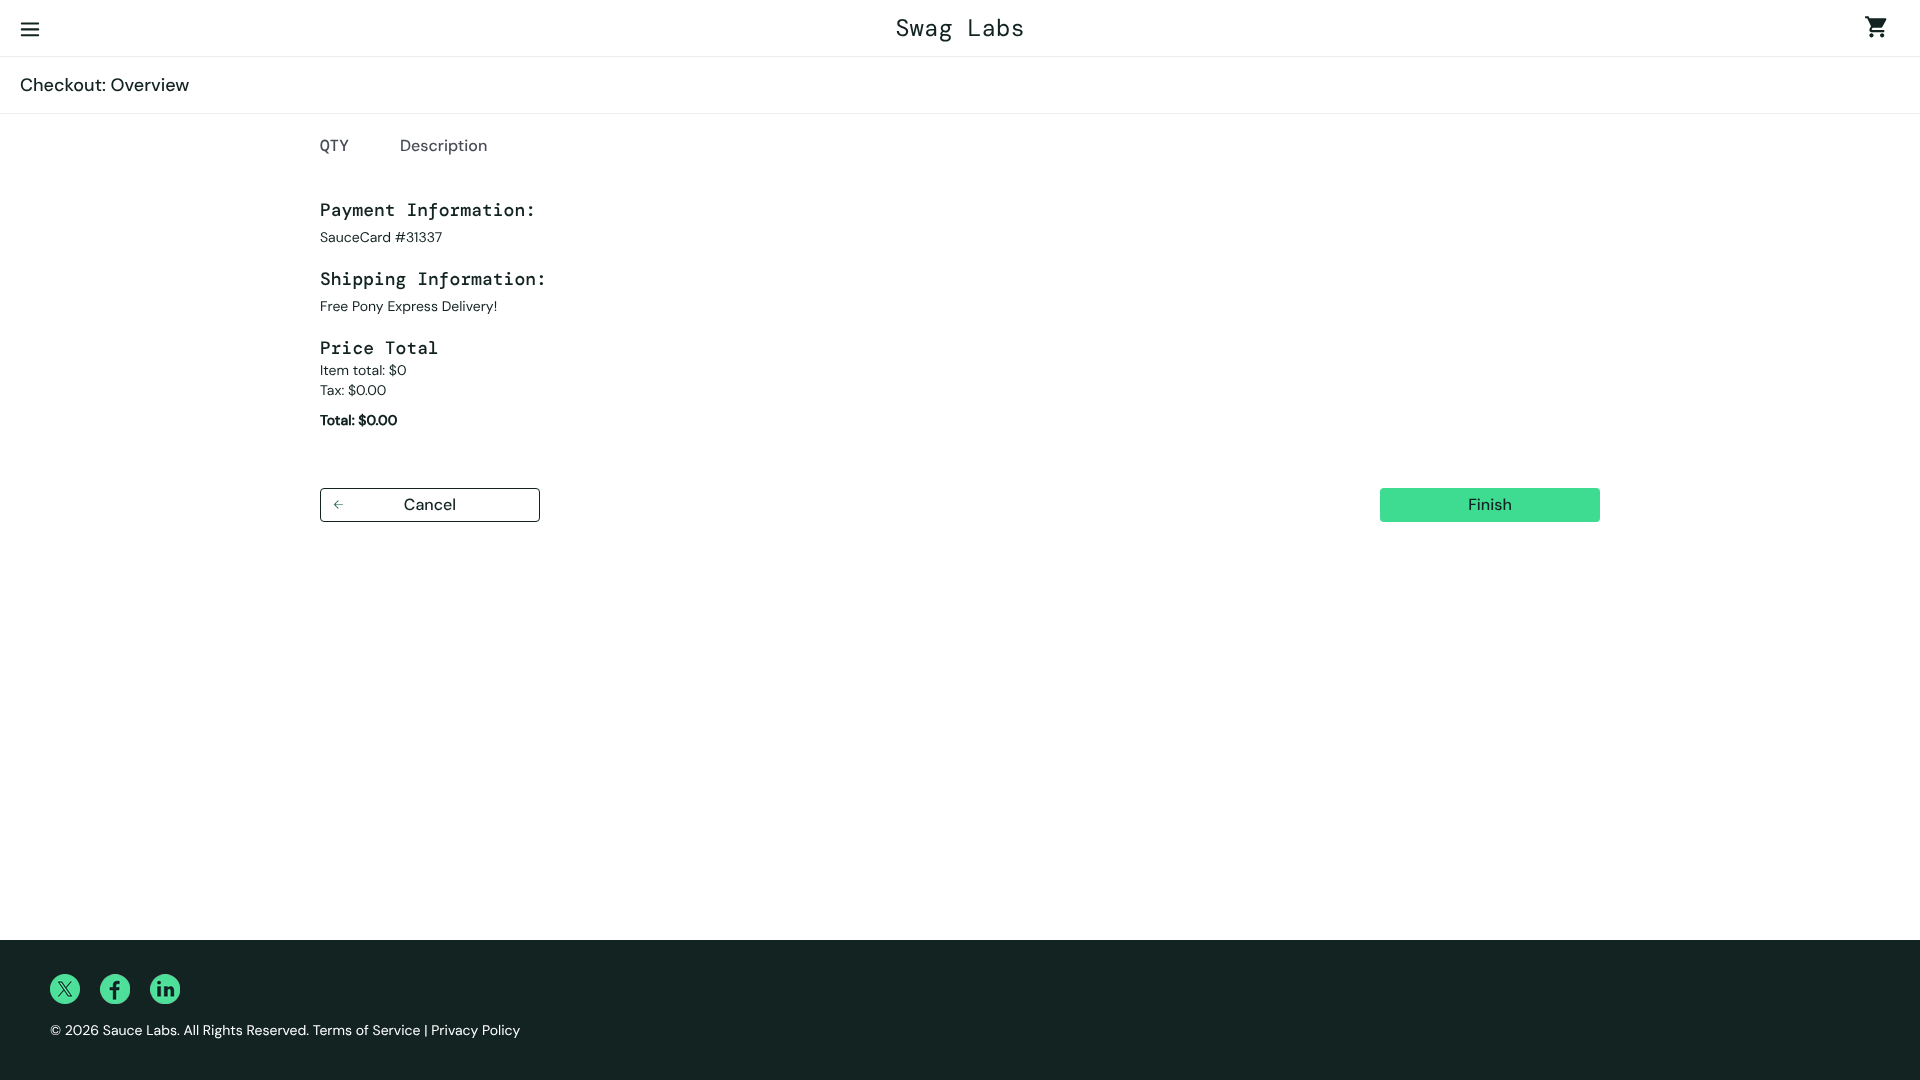 Swag Labs
Checkout: Overview
QTY Description
Payment Information:
SauceCard #31337
Shipping Information:
Free Pony Express Delivery!
Price Total
Item total: $0
Tax: $0.00
Total: $0.00
Cancel
Finish
© 2026 Sauce Labs. All Rights Reserved. Terms of Service | Privacy Policy